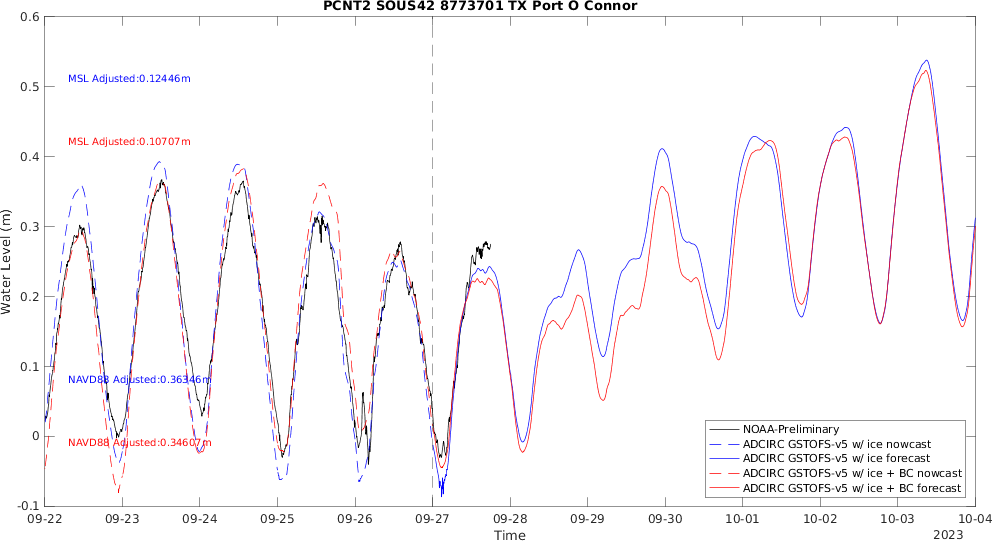 PCNT2 SOUS42 8773701 TX Port O Connor
0.6
0.5
0.4
0.3
0.2
0.1
0
-0.1
Water Level (m)
MSL Adjusted:0.12446m
MSL Adjusted:0.10707m
NAVD88 Adjusted:0.36346m
NAVD88 Adjusted:0.34607m
NOAA-Preliminary
ADCIRC GSTOFS-v5 w/ ice nowcast
ADCIRC GSTOFS-v5 w/ ice forecast
ADCIRC GSTOFS-v5 w/ ice + BC nowcast
ADCIRC GSTOFS-v5 w/ ice + BC forecast
09-22 09-23 09-24 09-25 09-26 09-27 09-28 09-29 09-30 10-01 10-02 10-03 10-04
Time
2023